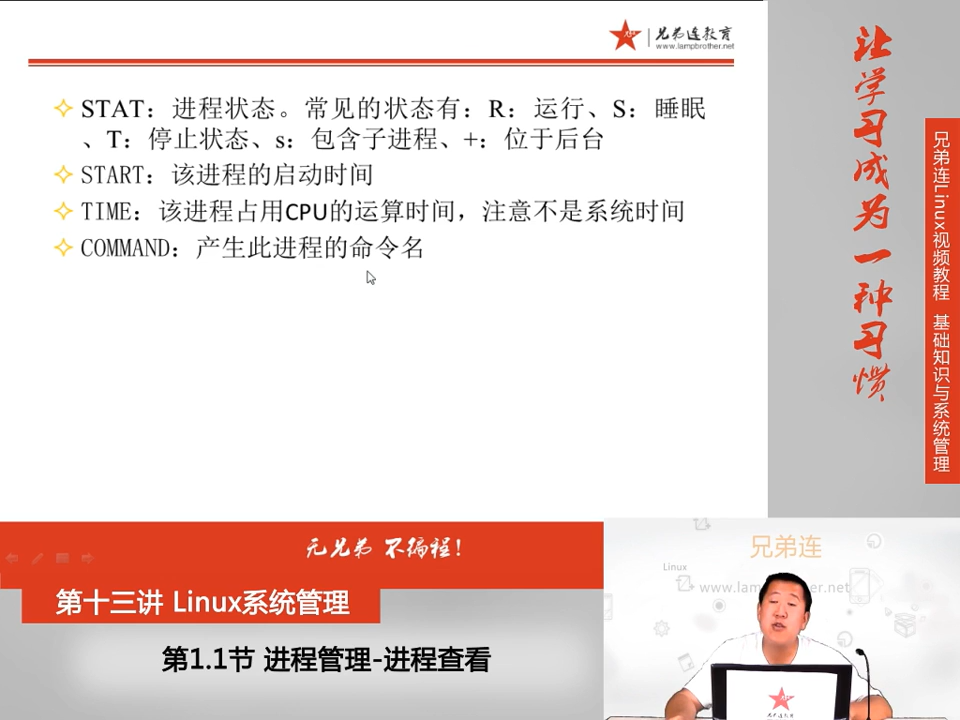 兄弟连教育
www.lampbrother.net
STAT：进程状态。常见的状态有：R：运行、S：睡眠
、T：停止状态、s：包含子进程、+：位于后台
START：该进程的启动时间
TIME：该进程占用CPU的运算时间，注意不是系统时间
COMMAND：产生此进程的命令名
让学习成为一种习惯
兄弟连Linux视频教程 基础知识与系统管理
无兄弟 不编程！
第十三讲 Linux系统管理
第1.1节 进程管理-进程查看
兄弟连
Linux
兄弟连教育